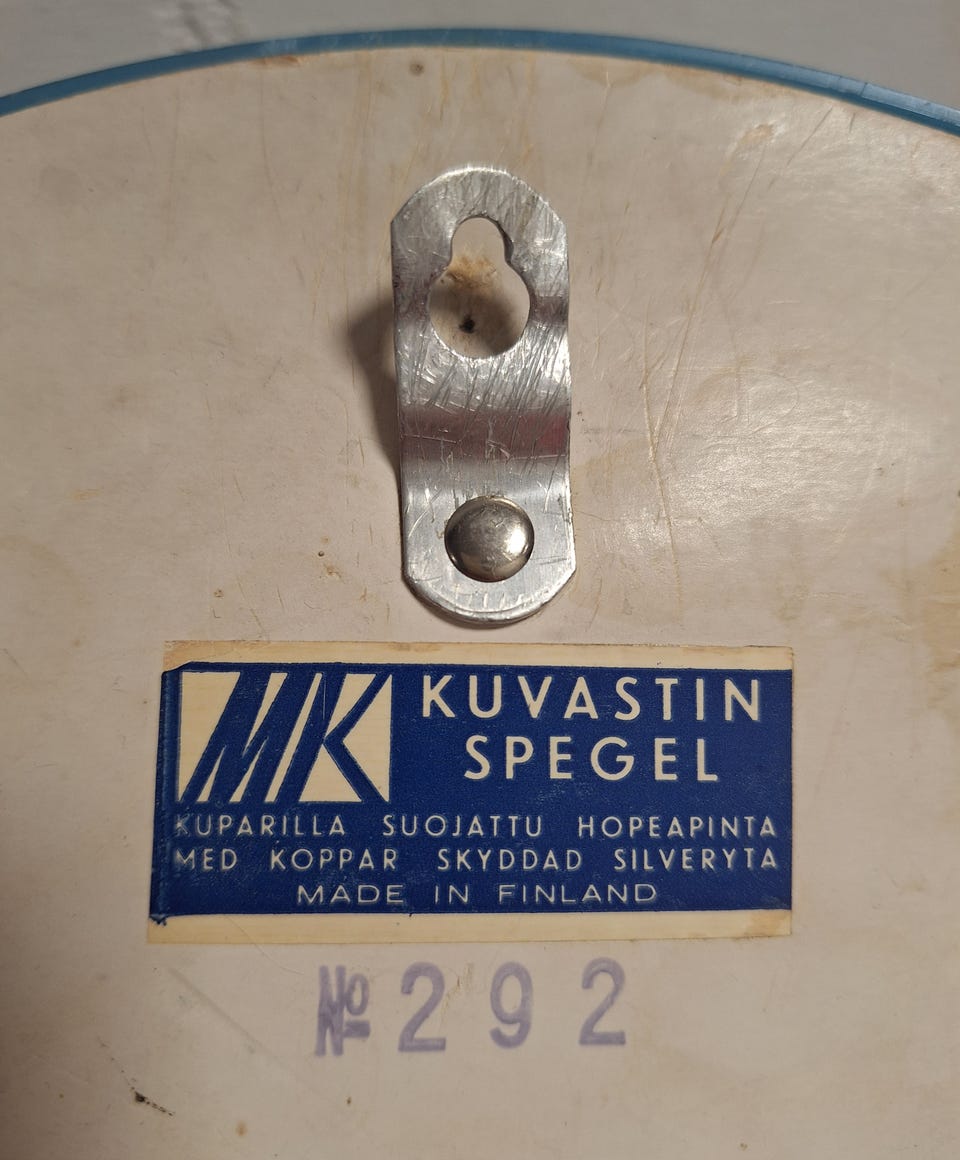 MK KUVASTIN
SPEGEL
KUPARILLA SUOJATTU HOPEAPINTA
MED KOPPAR SKYDDAD SILVERYTA
MADE IN FINLAND
№ 292